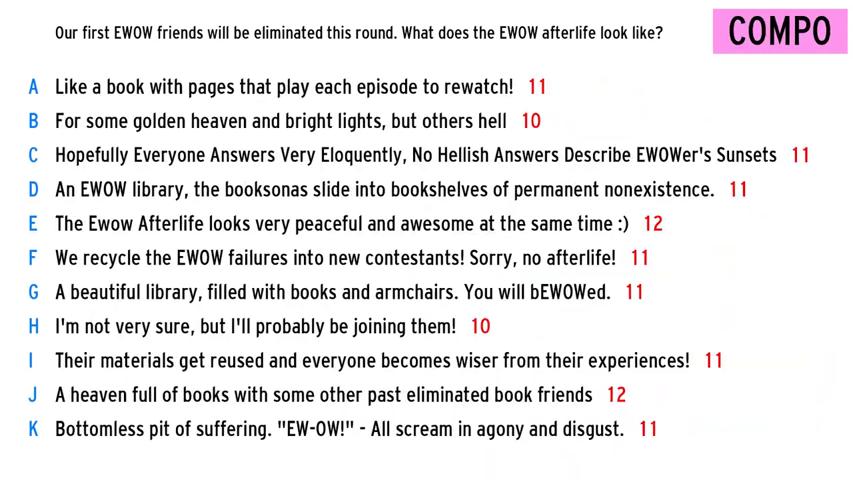 Our first EWOW friends will be eliminated this round. What does the EWOW afterlife look like?
COMPO
A Like a book with pages that play each episode to rewatch! 11
B For some golden heaven and bright lights, but others hell 10
C Hopefully Everyone Answers Very Eloquently, No Hellish Answers Describe EWOWer's Sunsets 11
D An EWOW library, the booksonas slide into bookshelves of permanent nonexistence. 11
E The Ewow Afterlife looks very peaceful and awesome at the same time :) 12
F We recycle the EWOW failures into new contestants! Sorry, no afterlife! 11
G A beautiful library, filled with books and armchairs. You will bEWOWed. 11
H I'm not very sure, but I'll probably be joining them! 10
I Their materials get reused and everyone becomes wiser from their experiences! 11
J A heaven full of books with some other past eliminated book friends 12
K Bottomless pit of suffering. "EW-OW!" - All scream in agony and disgust. 11